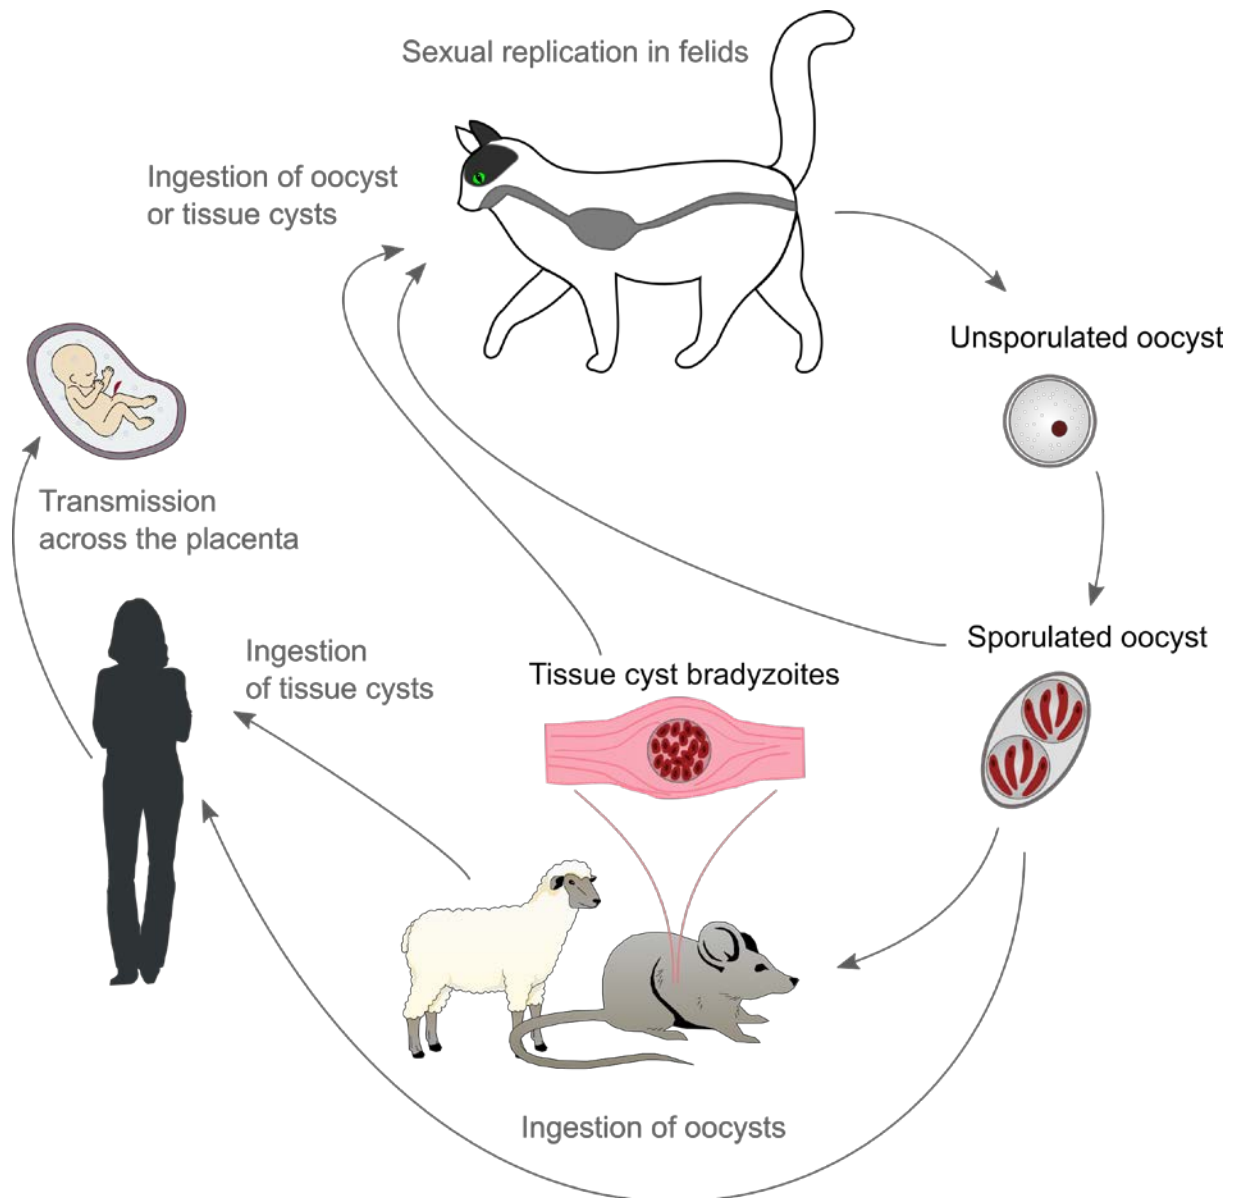 Sexual replication in felids
Ingestion of oocyst
or tissue cysts
Unsporulated oocyst
Transmission
across the placenta
Ingestion
of tissue cysts
Tissue cyst bradyzoites
Sporulated oocyst
Ingestion of oocysts